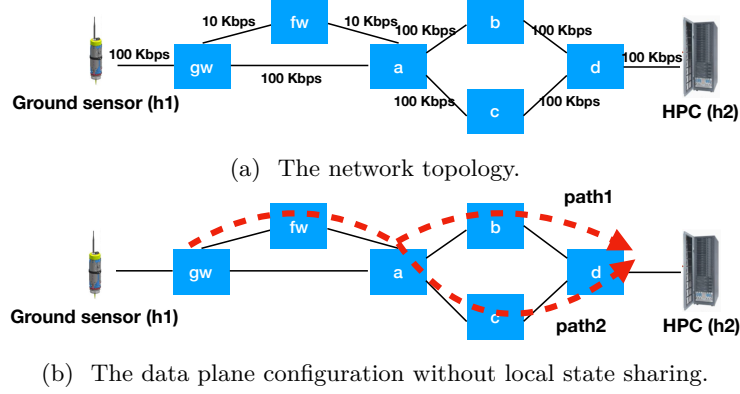 10 Kbps fw 10 Kbps
100 Kbps b 100 Kbps
100 Kbps gw 100 Kbps a d 100 Kbps
100 Kbps c 100 Kbps
Ground sensor (h1) HPC (h2)
(a) The network topology.
path1
fw b
gw a d
Ground sensor (h1) c path2 HPC (h2)
(b) The data plane configuration without local state sharing.